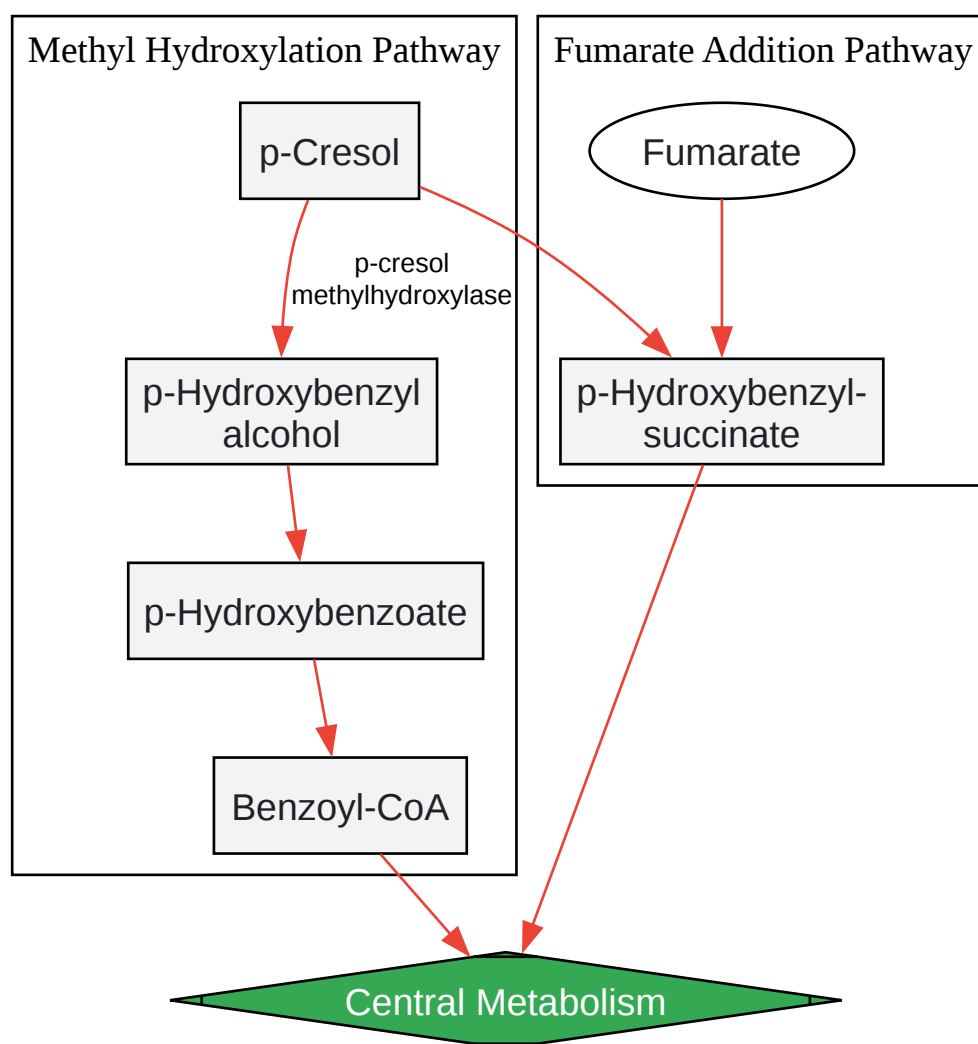 Methyl Hydroxylation Pathway
Fumarate Addition Pathway
p-Cresol
Fumarate
p-cresol
methylhydroxylase
p-Hydroxybenzyl
alcohol
p-Hydroxybenzyl-
succinate
p-Hydroxybenzoate
Benzoyl-CoA
Central Metabolism